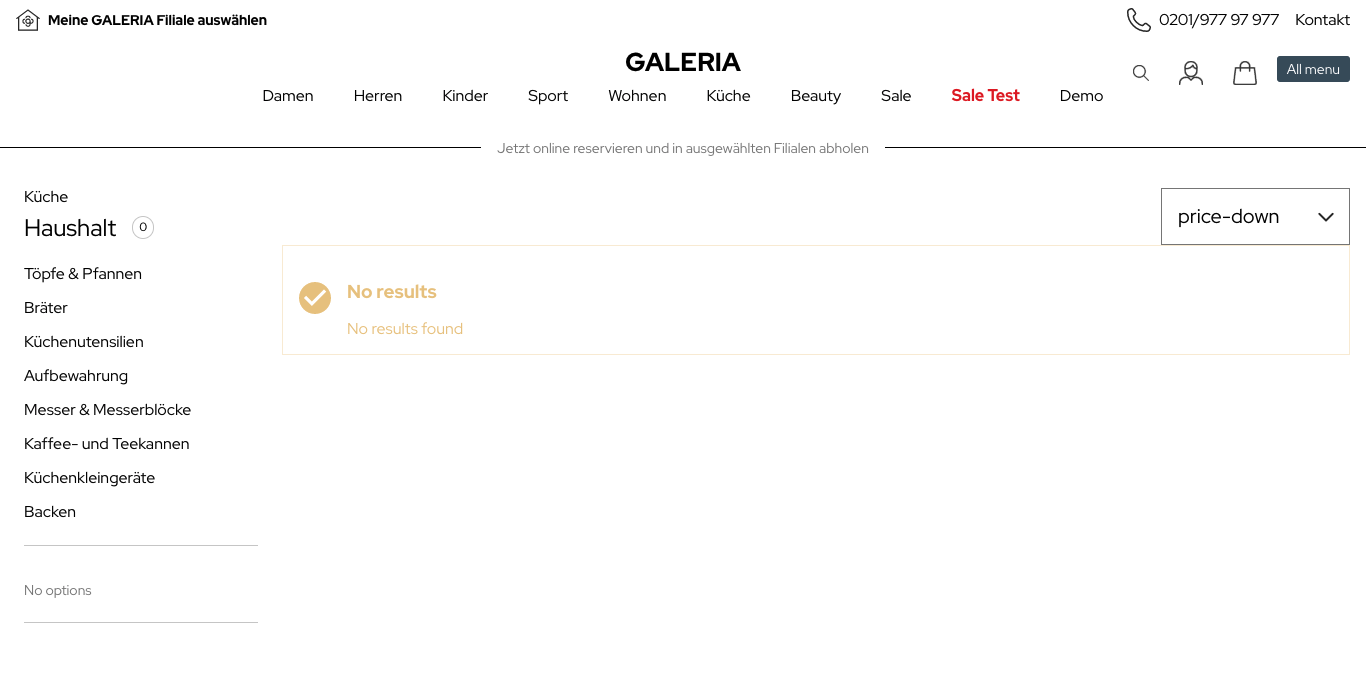 Meine GALERIA Filiale auswählen
0201/977 97 977 Kontakt
GALERIA
All menu
Damen Herren Kinder Sport Wohnen Küche Beauty Sale Sale Test Demo
Jetzt online reservieren und in ausgewählten Filialen abholen
Küche
Haushalt 0
Töpfe & Pfannen
Bräter
Küchenutensilien
Aufbewahrung
Messer & Messerblöcke
Kaffee- und Teekannen
Küchenkleingeräte
Backen
No options
price-down
No results
No results found